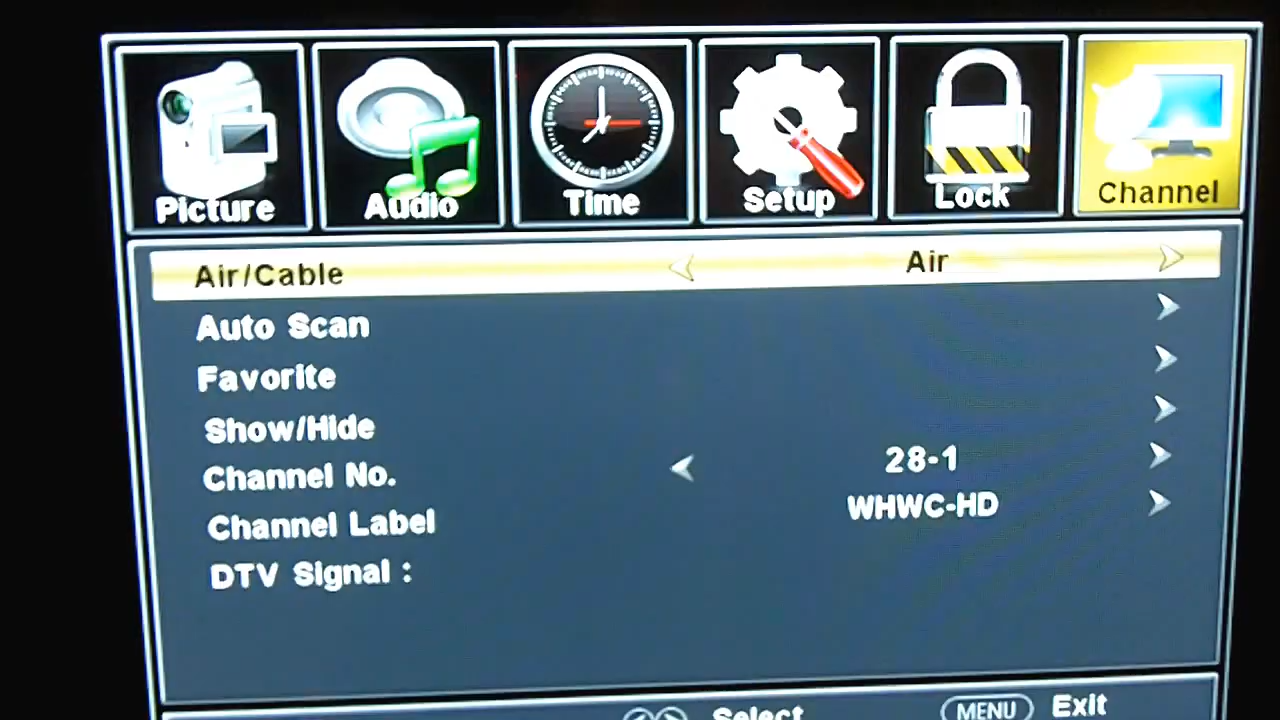 Picture
Audio
Time
Setup
Lock
Channel
Air/Cable Air
Auto Scan
Favorite
Show/Hide
Channel No. 28-1
Channel Label WHWC-HD
DTV Signal :
Select MENU Exit